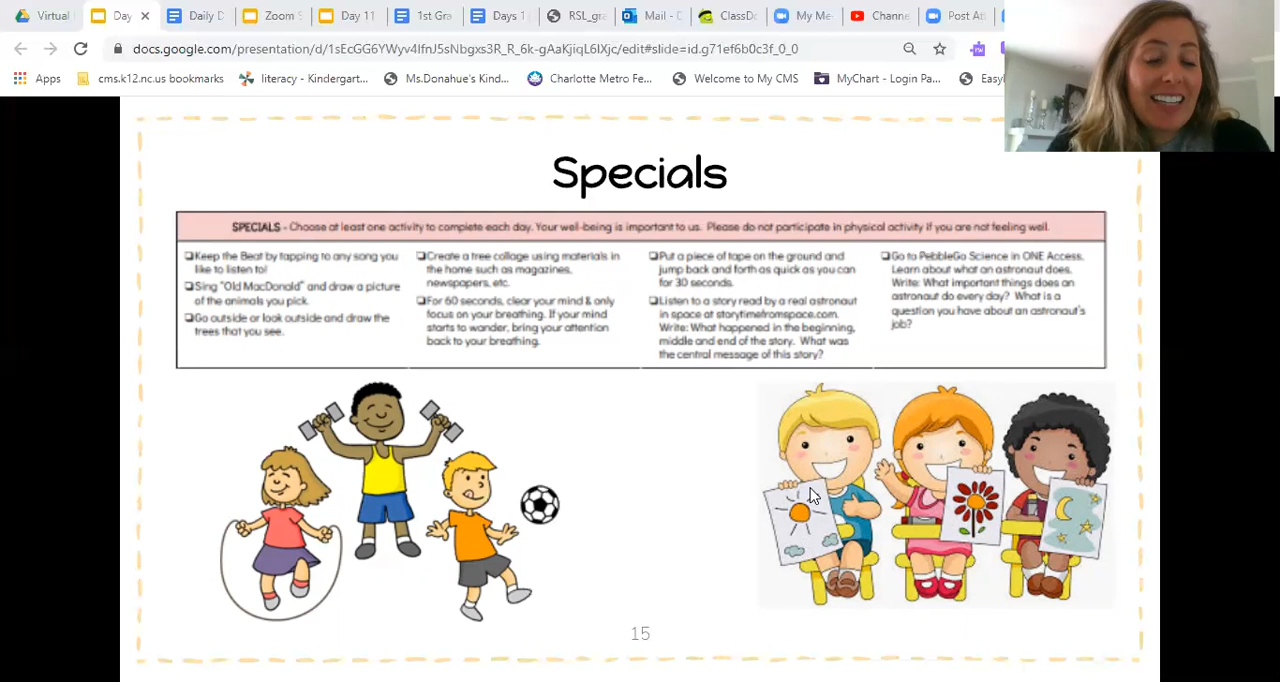 Virtual
Day
Daily D
Zoom S
Day 11
1st Gra
Days 1
RSL_gra
Mail - D
ClassDo
My Me
Channe
Post Att
docs.google.com/presentation/d/
/edit#slide=id.g71ef6b0c3f_0_0
Apps
cms.k12.nc.us bookmarks
literacy - Kindergart...
Ms.Donahue's Kind...
Charlotte Metro Fe...
Welcome to My CMS
MyChart - Login Pa...
Easyl
Specials
SPECIALS - Choose at least one activity to complete each day. Your well-being is important to us. Please do not participate in physical activity if you are not feeling well.
Keep the Beat by tapping to any song you
like to listen to!
Sing "Old MacDonald" and draw a picture
of the animals you pick.
Go outside or look outside and draw the
trees that you see.
Create a tree collage using materials in
the home such as magazines,
newspapers, etc.
For 60 seconds, clear your mind & only
focus on your breathing. If your mind
starts to wander, bring your attention
back to your breathing.
Put a piece of tape on the ground and
jump back and forth as quick as you can
for 30 seconds.
Listen to a story read by a real astronaut
in space at storytimefromspace.com.
Write: What happened in the beginning,
middle and end of the story. What was
the central message of this story?
Go to PebbleGo Science in ONE Access.
Learn about what an astronaut does.
Write: What important things does an
astronaut do every day? What is a
question you have about an astronaut's
job?
15